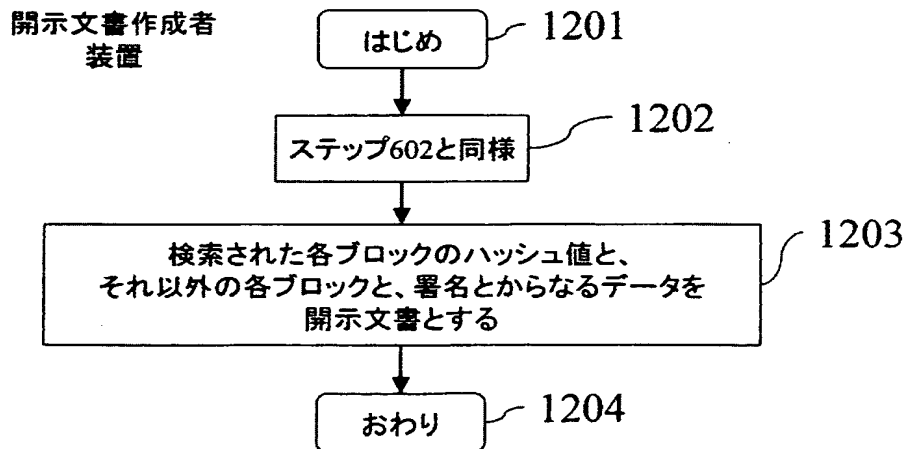 開示文書作成者
装置
はじめ
1201
ステップ602と同様
1202
検索された各ブロックのハッシュ値と、
それ以外の各ブロックと、署名とからなるデータを
開示文書とする
1203
おわり
1204